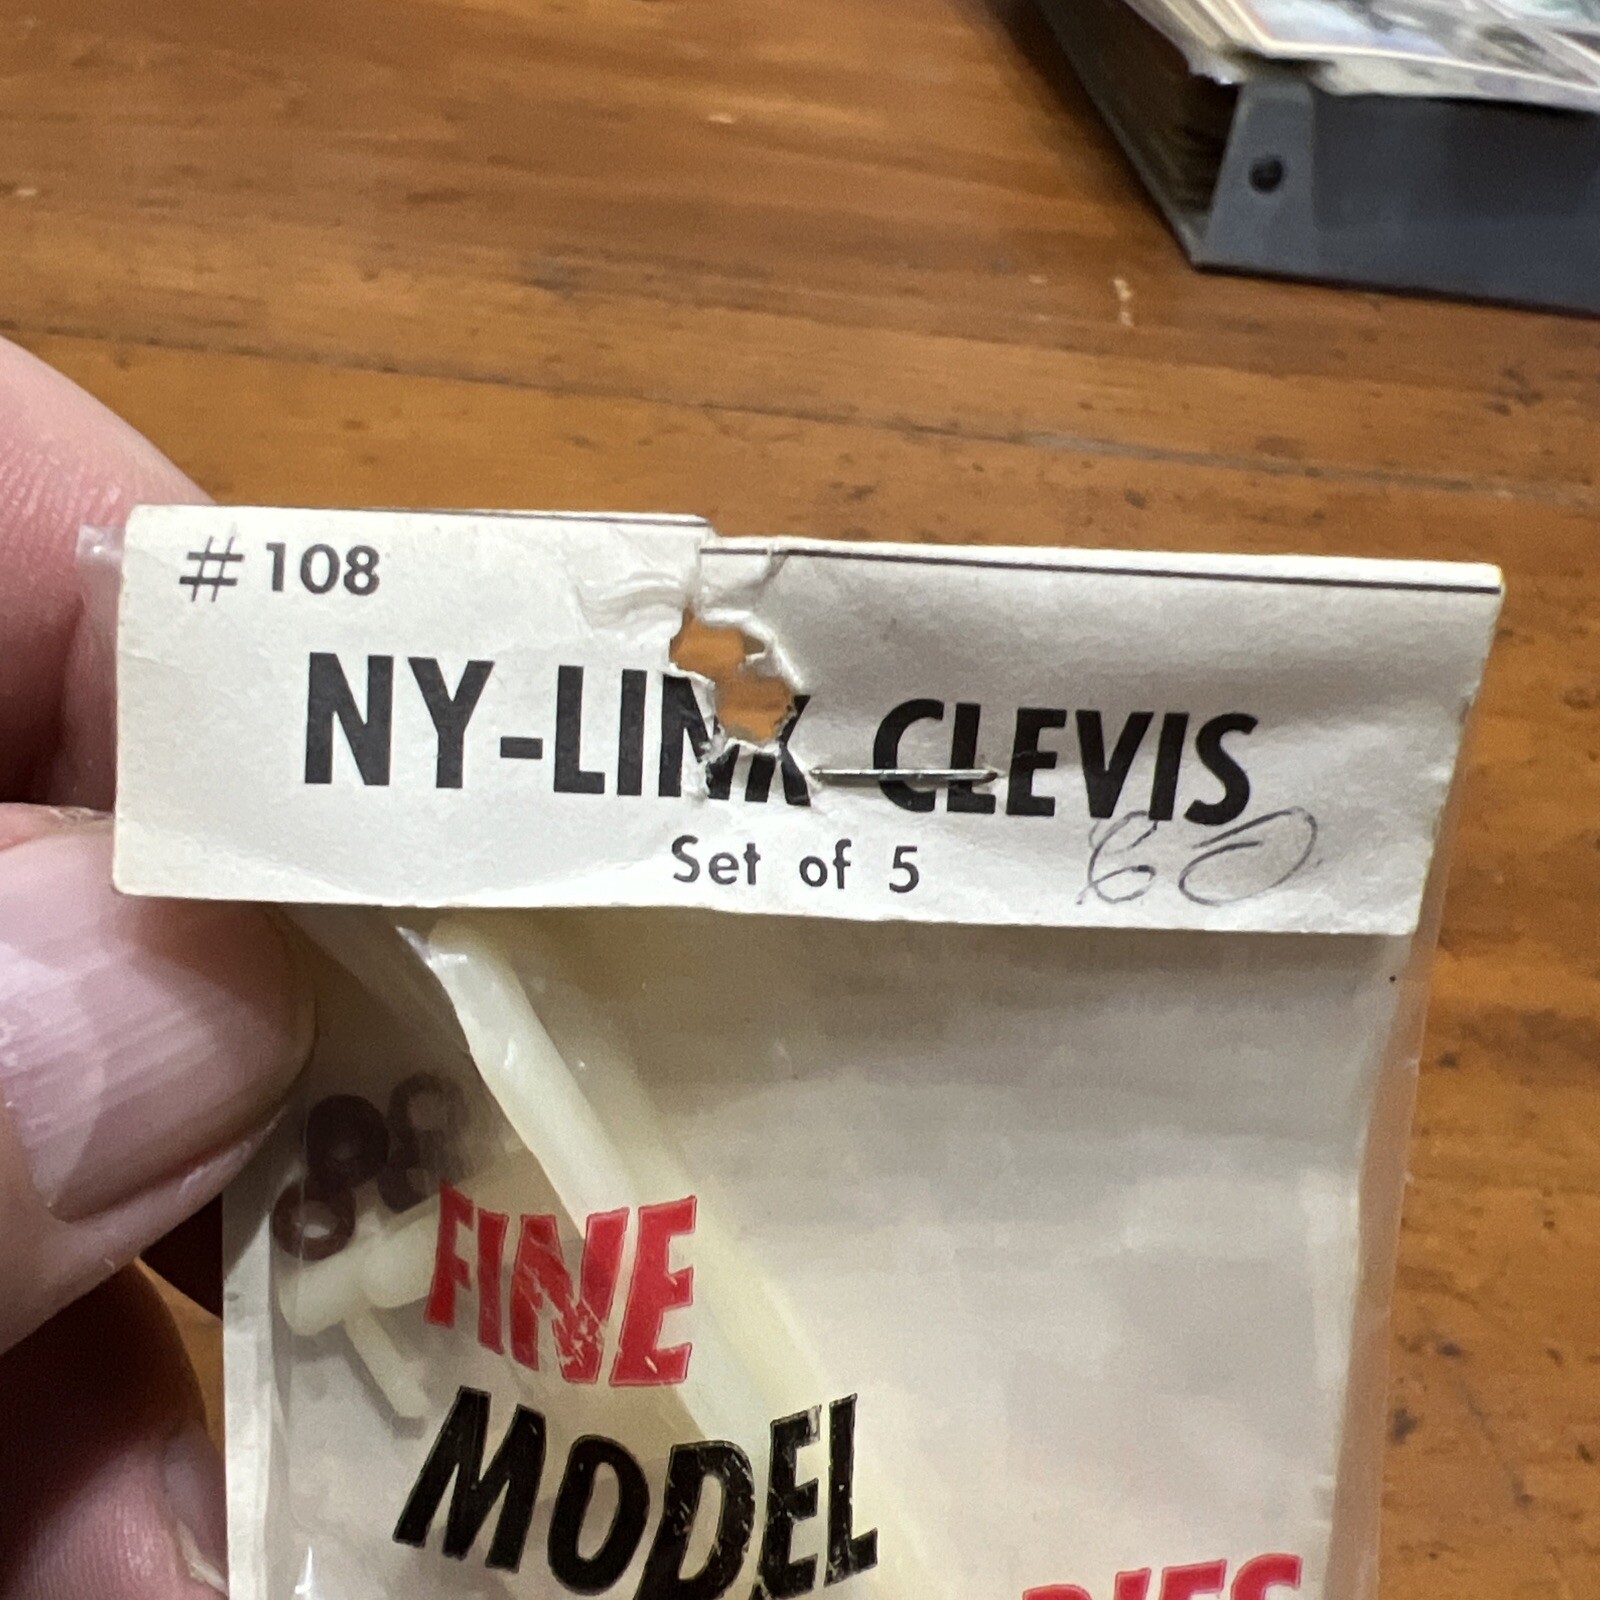 #108
NY-LINK CLEVIS
Set of 5 60
FINE
MODEL